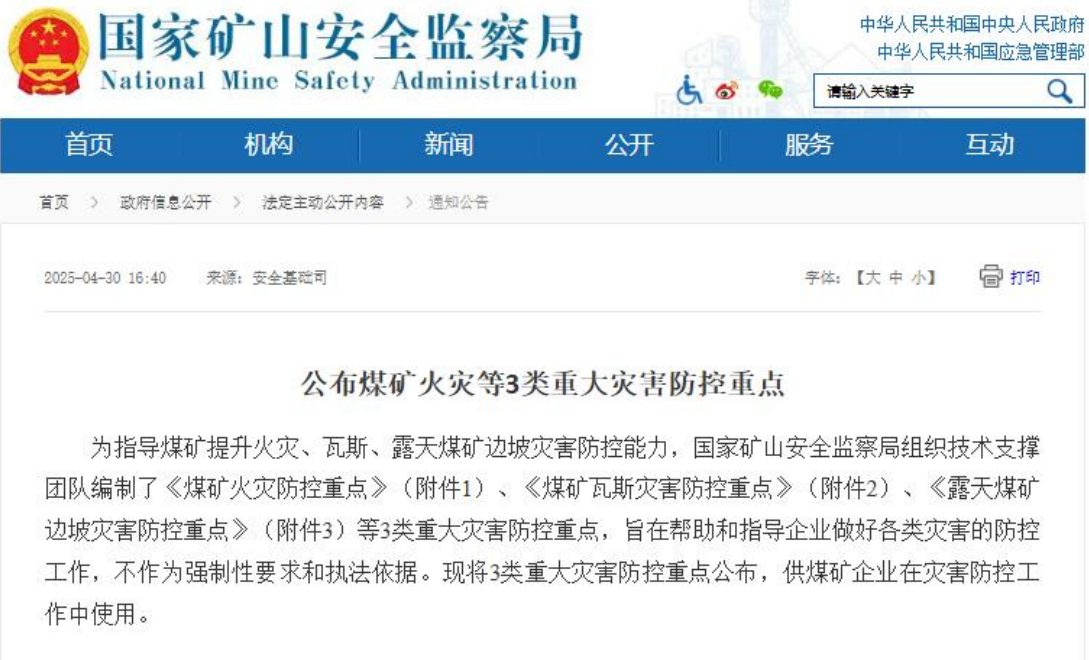 国家矿山安全监察局
National Mine Safety Administration
中华人民共和国中央人民政府
中华人民共和国应急管理部
请输入关键字
首页 机构 新闻 公开 服务 互动
首页 > 政府信息公开 > 法定主动公开内容 > 通知公告
2025-04-30 16:40 来源：安全基础司 字体：【大 中 小】 打印
公布煤矿火灾等3类重大灾害防控重点
为指导煤矿提升火灾、瓦斯、露天煤矿边坡灾害防控能力，国家矿山安全监察局组织技术支撑
团队编制了《煤矿火灾防控重点》（附件1）、《煤矿瓦斯灾害防控重点》（附件2）、《露天煤矿
边坡灾害防控重点》（附件3）等3类重大灾害防控重点，旨在帮助和指导企业做好各类灾害的防控
工作，不作为强制性要求和执法依据。现将3类重大灾害防控重点公布，供煤矿企业在灾害防控工
作中使用。